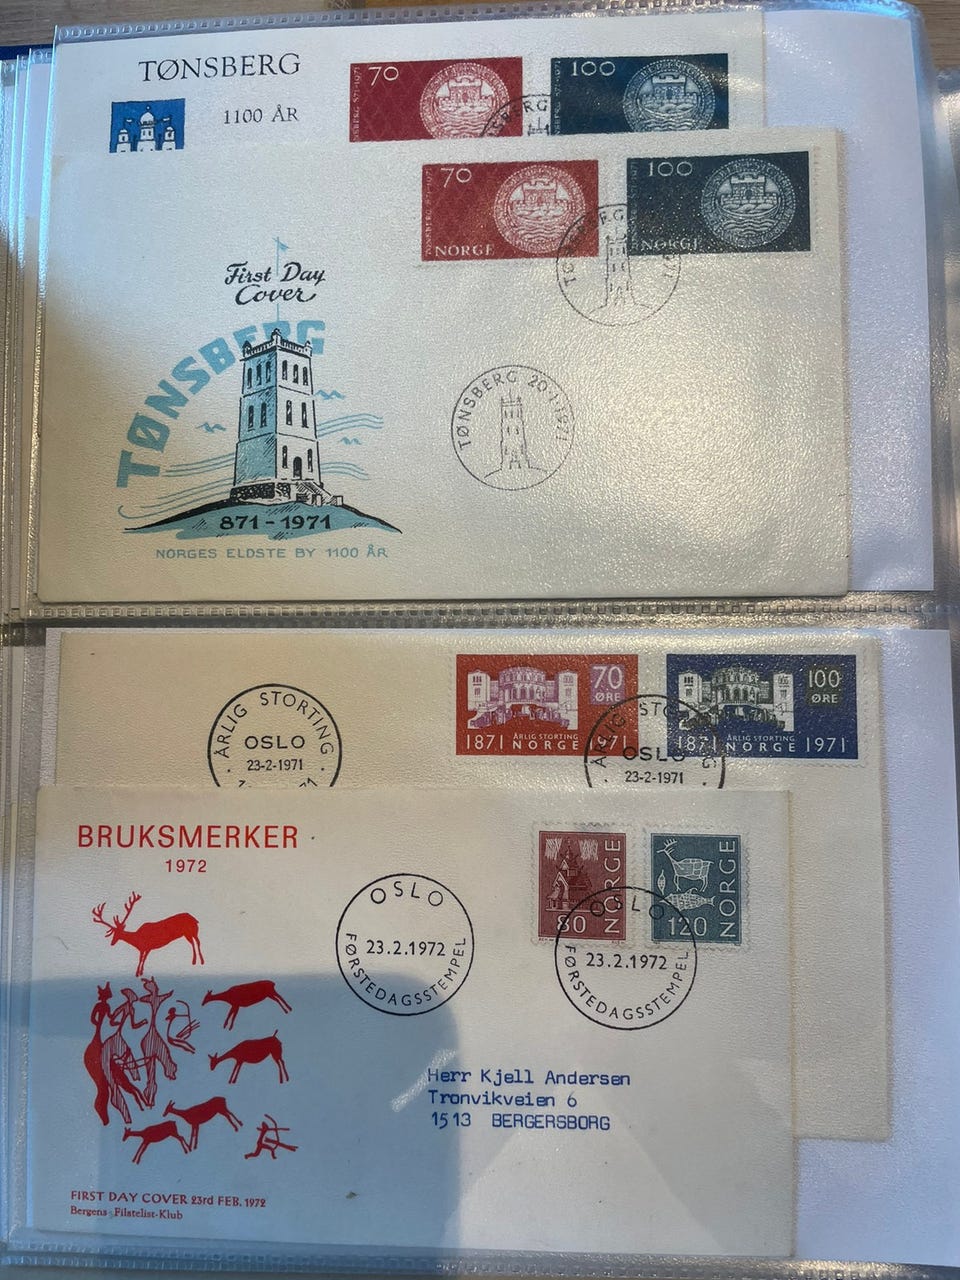 TØNSBERG
1100 ÅR
70
100
70
NORGE
100
NORGE
First Day
Cover
TØNSBERG
TØNSBERG 20·1·1971
871-1971
NORGES ELDSTE BY 1100 ÅR
ÅRLIG STORTING
OSLO
23-2-1971
70
ØRE
ÅRLIG STORTING
1871 NORGE 1971
100
ØRE
ÅRLIG STORTING
1871 NORGE 1971
OSLO
23-2-1971
BRUKSMERKER
1972
OSLO
23.2.1972
FØRSTEDAGSSTEMPEL
80
NORGE
120
NORGE
OSLO
23.2.1972
FØRSTEDAGSSTEMPEL
Herr Kjell Andersen
Tronvikveien 6
1513 BERGERSBORG
FIRST DAY COVER 23rd FEB. 1972
Bergens Filatelist-Klub